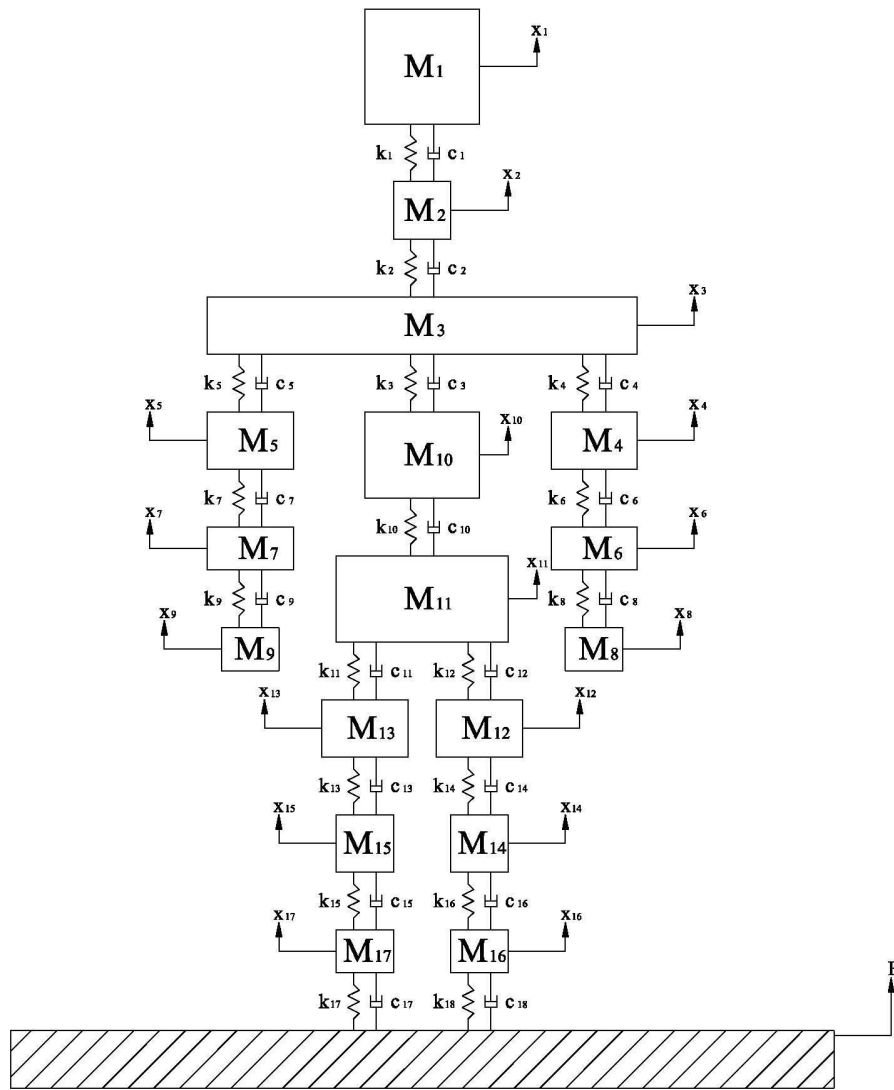 x₁
M₁
k₁ c₁
x₂
M₂
k₂ c₂
x₃
M₃
k₅ c₅ k₃ c₃ k₄ c₄
x₅ x₁₀ x₄
M₅ M₁₀ M₄
k₇ c₇ k₁₀ c₁₀ k₆ c₆
x₇ x₁₁ x₆
M₇ M₆
k₉ c₉ M₁₁ k₈ c₈
x₉ x₈
M₉ M₈
k₁₁ c₁₁ k₁₂ c₁₂
x₁₃ x₁₂
M₁₃ M₁₂
k₁₃ c₁₃ k₁₄ c₁₄
x₁₅ x₁₄
M₁₅ M₁₄
k₁₅ c₁₅ k₁₆ c₁₆
x₁₇ x₁₆
M₁₇ M₁₆
k₁₇ c₁₇ k₁₈ c₁₈